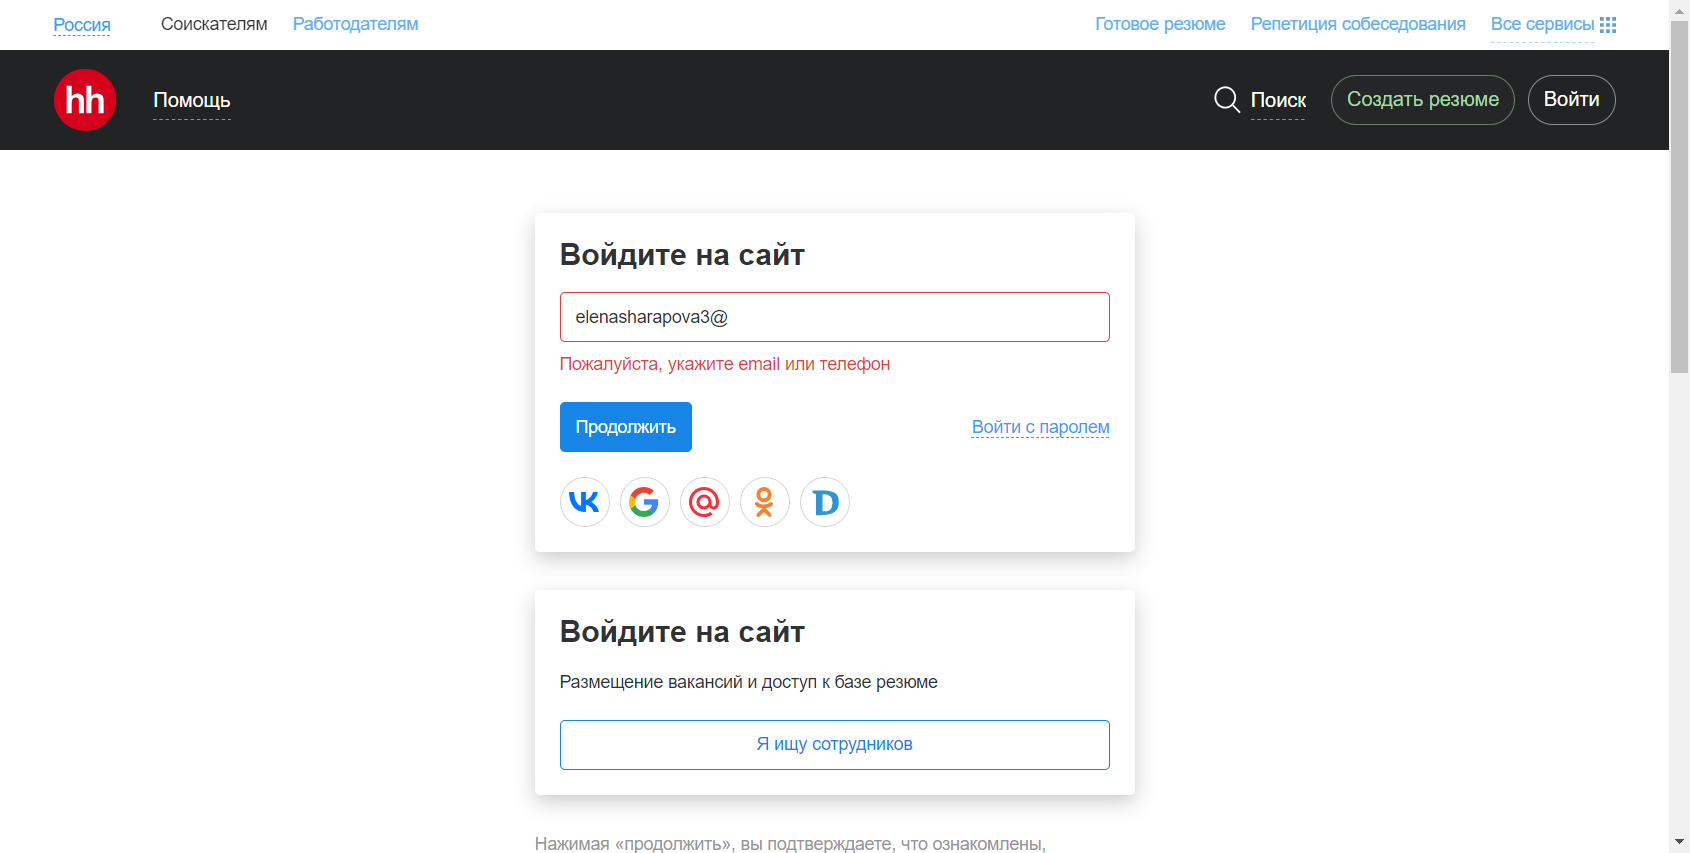 Россия Соискателям Работодателям Готовое резюме Репетиция собеседования Все сервисы
hh Помощь Поиск Создать резюме Войти
Войдите на сайт
elenasharapova3@
Пожалуйста, укажите email или телефон
Продолжить Войти с паролем
Войдите на сайт
Размещение вакансий и доступ к базе резюме
Я ищу сотрудников
Нажимая «продолжить», вы подтверждаете, что ознакомлены,